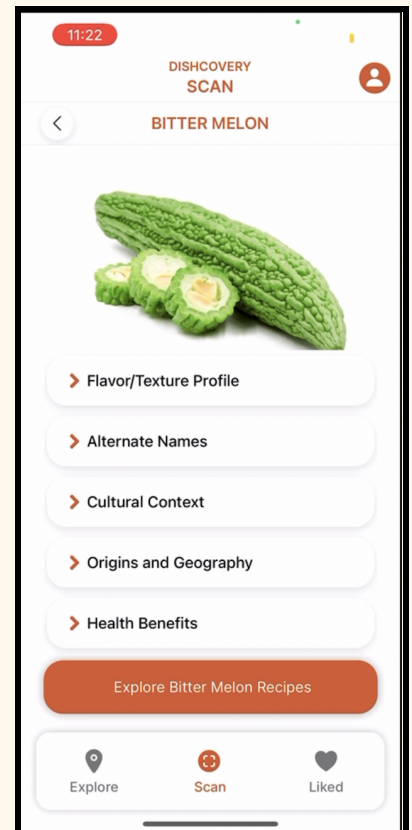 11:22
DISHCOVERY
SCAN
BITTER MELON
Flavor/Texture Profile
Alternate Names
Cultural Context
Origins and Geography
Health Benefits
Explore Bitter Melon Recipes
Explore
Scan
Liked